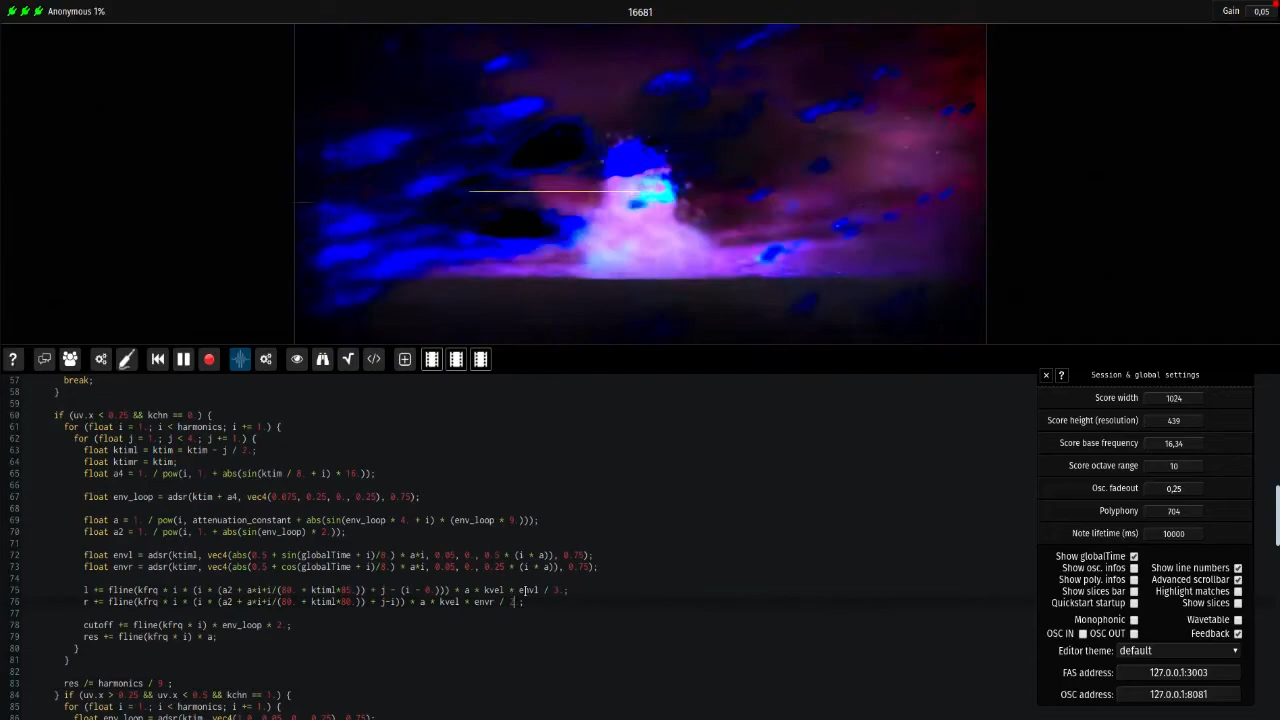 Anonymous 1%
16681
Gain 0,05
57 break;
58 }
59
60 if (uv.x < 0.25 && kchn == 0.) {
61 for (float i = 1.; i < harmonics; i += 1.) {
62 for (float j = 1.; j < 4.; j += 1.) {
63 float ktiml = ktim = ktim - j / 2.;
64 float ktimr = ktim;
65 float a4 = 1. / pow(i, 1. + abs(sin(ktim / 8. + i) * 16.));
66
67 float env_loop = adsr(ktim + a4, vec4(0.075, 0.25, 0., 0.25), 0.75);
68
69 float a = 1. / pow(i, attenuation_constant + abs(sin(env_loop * 4. + i) * (env_loop * 9.)));
70 float a2 = 1. / pow(i, 1. + abs(sin(env_loop) * 2.));
71
72 float envl = adsr(ktiml, vec4(abs(0.5 + sin(globalTime + i)/8.) * a*i, 0.05, 0., 0.5 * (i * a)), 0.75);
73 float envr = adsr(ktimr, vec4(abs(0.5 + cos(globalTime + i)/8.) * a*i, 0.05, 0., 0.25 * (i * a)), 0.75);
74
75 l += fline(kfrq * i * (i * (a2 + a*i+i/(80. + ktiml*85.)) + j - (i - 0.))) * a * kvel * envl / 3.;
76 r += fline(kfrq * i * (i * (a2 + a*i+i/(80. + ktiml*80.)) + j-i)) * a * kvel * envr / ;
77
78 cutoff += fline(kfrq * i) * env_loop * 2.;
79 res += fline(kfrq * i) * a;
80 }
81 }
82
83 res /= harmonics / 9.;
84 } if (uv.x > 0.25 && uv.x < 0.5 && kchn == 1.) {
85 for (float i = 1.; i < harmonics; i += 1.) {
86
Session & global settings
Score width 1024
Score height (resolution) 439
Score base frequency 16,34
Score octave range 10
Osc. fadeout 0,25
Polyphony 704
Note lifetime (ms) 10000
Show globalTime
Show osc. infos Show line numbers
Show poly. infos Advanced scrollbar
Show slices bar Highlight matches
Quickstart startup Show slices
Monophonic Wavetable
OSC IN OSC OUT Feedback
Editor theme: default
FAS address: 127.0.0.1:3003
OSC address: 127.0.0.1:8081